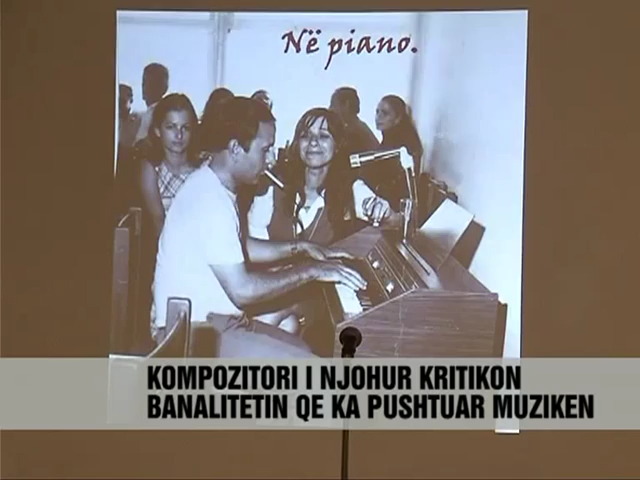 Në piano.
KOMPOZITORI I NJOHUR KRITIKON
BANALITETIN QE KA PUSHTUAR MUZIKEN